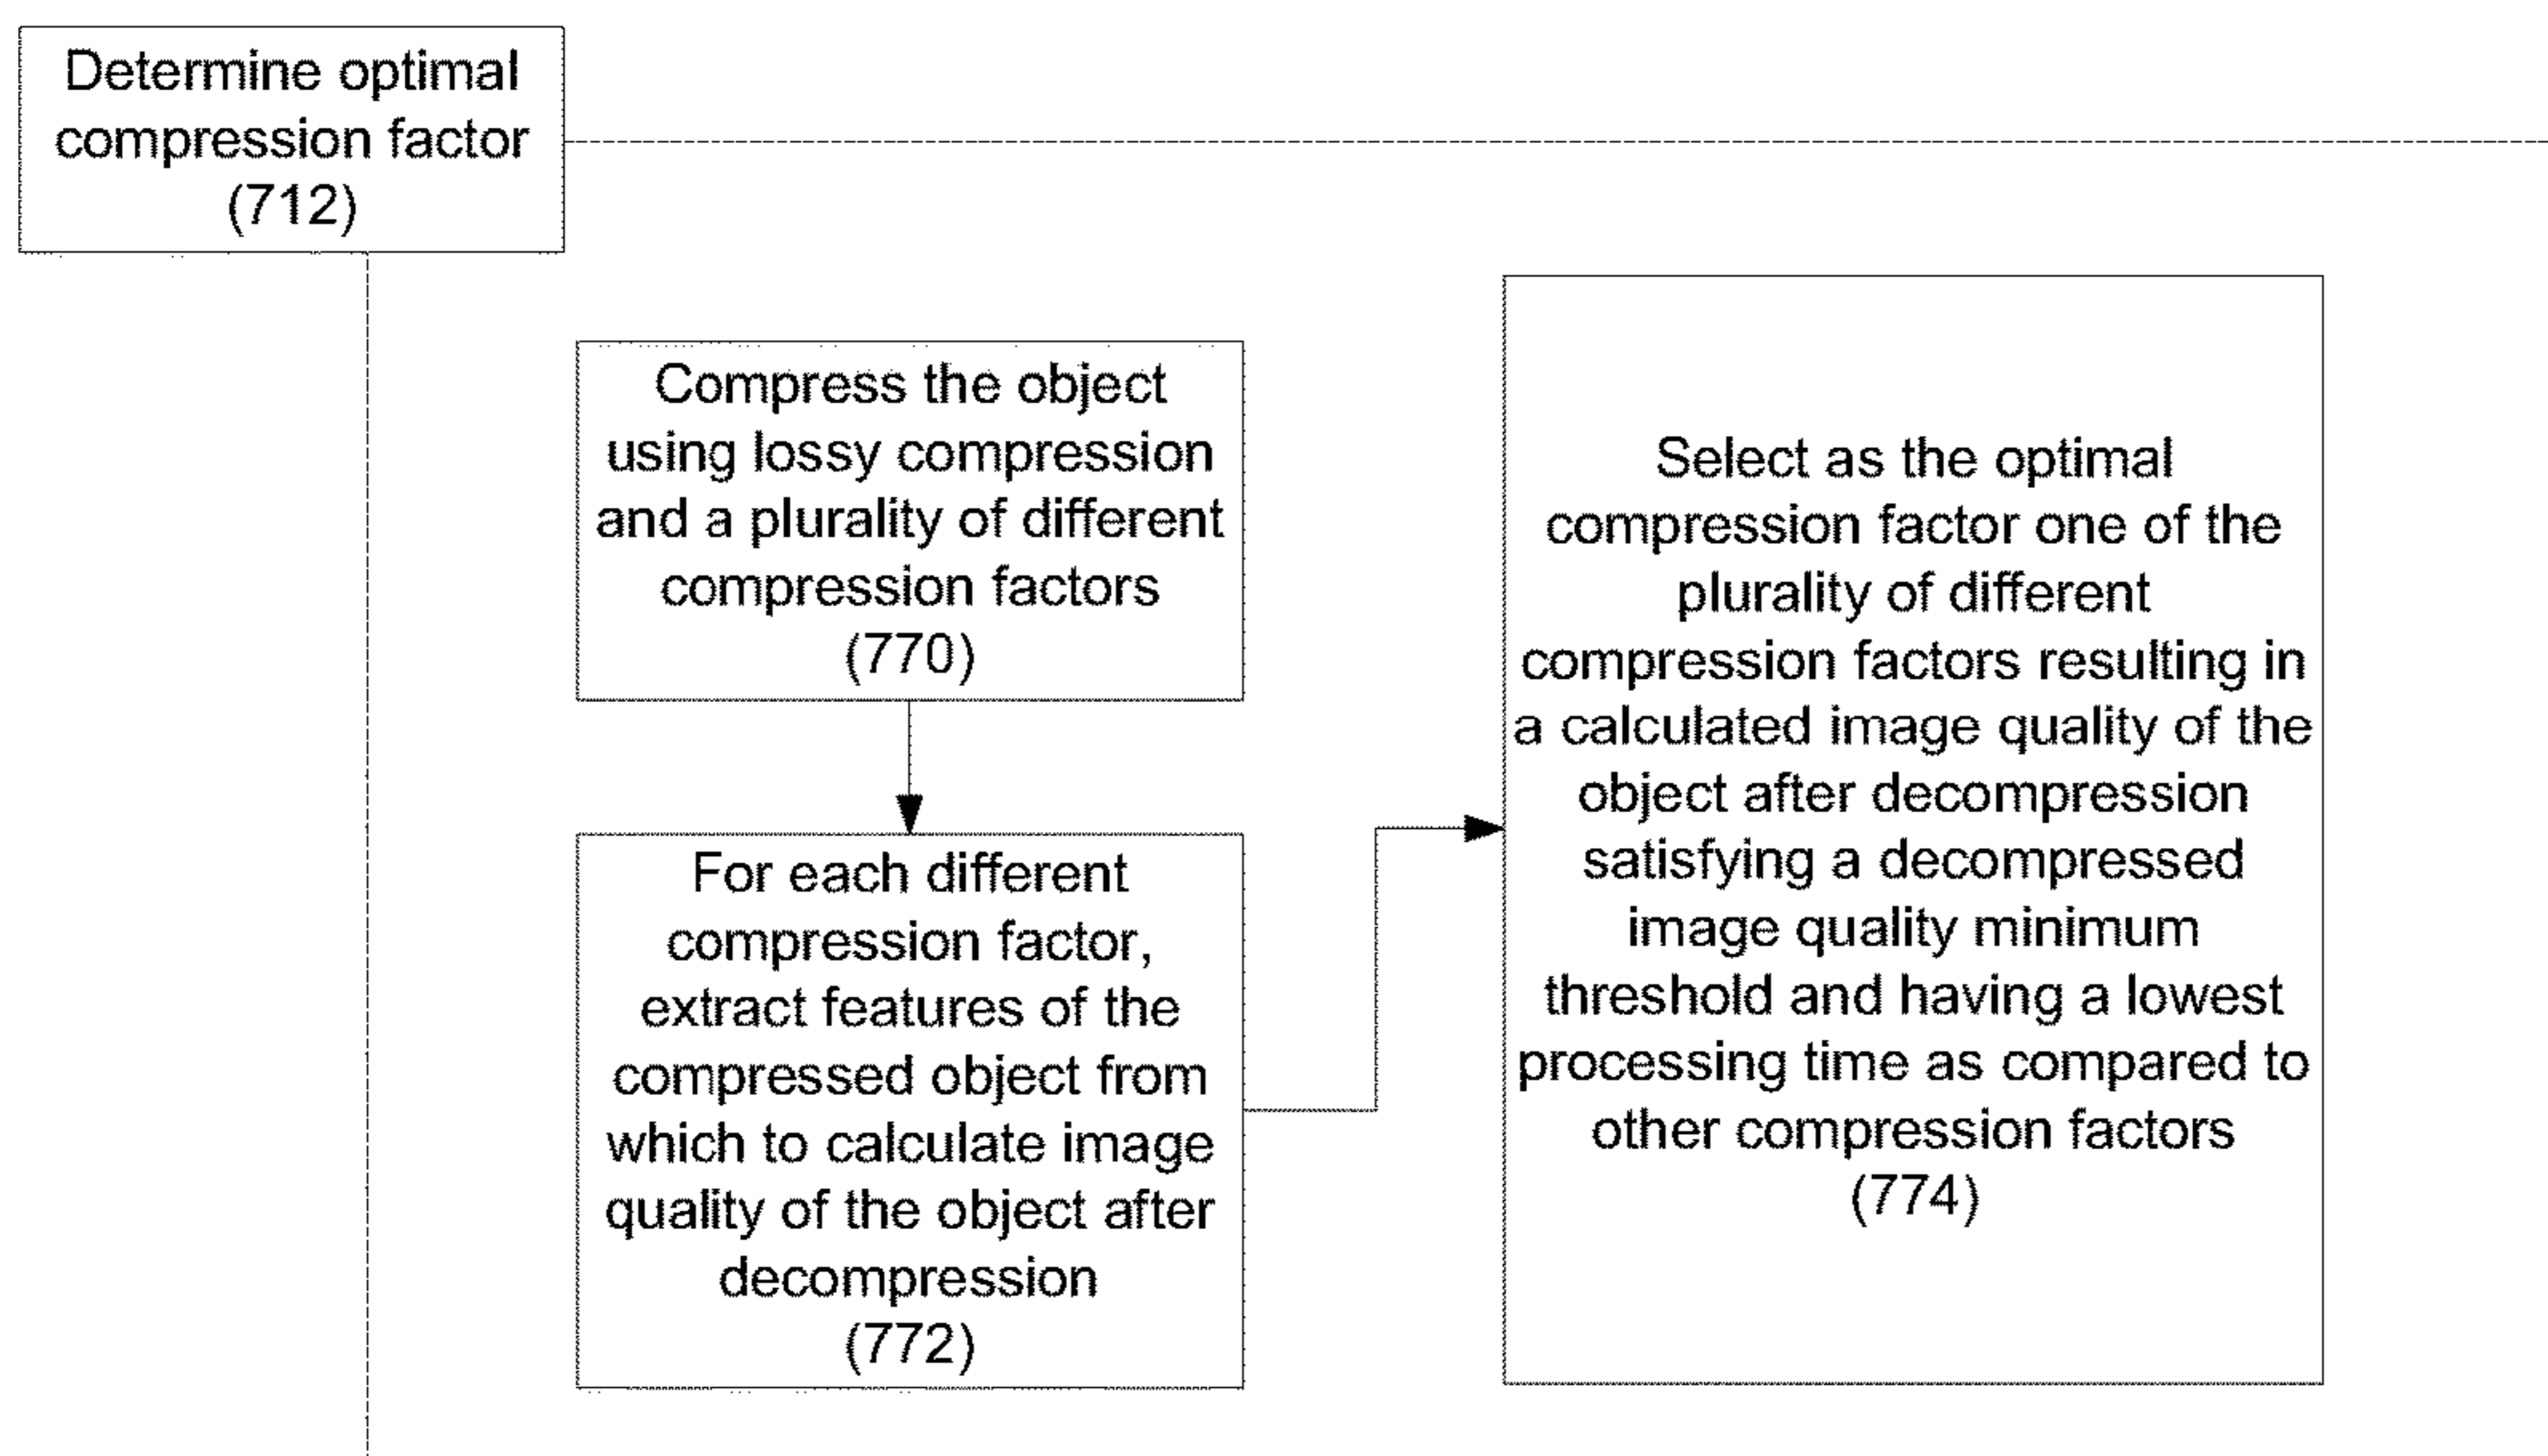 Determine optimal
compression factor
(712)
Compress the object
using lossy compression
and a plurality of different
compression factors
(770)
For each different
compression factor,
extract features of the
compressed object from
which to calculate image
quality of the object after
decompression
(772)
Select as the optimal
compression factor one of the
plurality of different
compression factors resulting in
a calculated image quality of the
object after decompression
satisfying a decompressed
image quality minimum
threshold and having a lowest
processing time as compared to
other compression factors
(774)